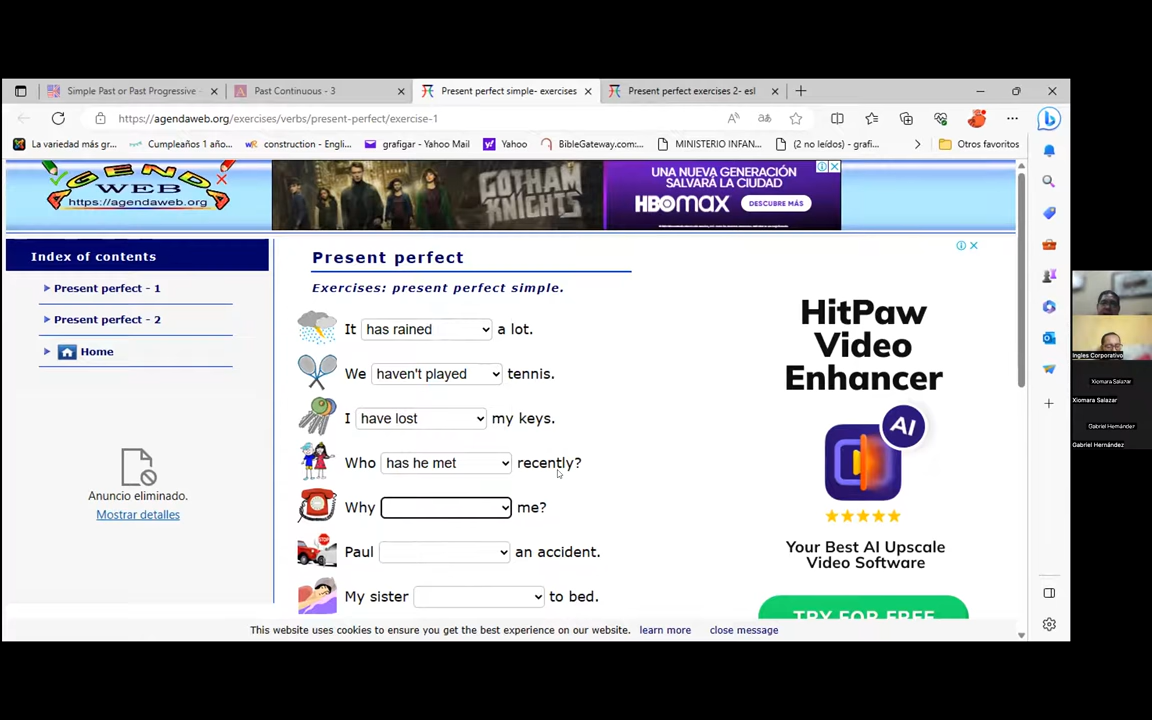 Simple Past or Past Progressive -
Past Continuous - 3
Present perfect simple- exercises
Present perfect exercises 2- esl
https://agendaweb.org/exercises/verbs/present-perfect/exercise-1
La variedad más gr...
Cumpleaños 1 año...
construction - Engli...
grafigar - Yahoo Mail
Yahoo
BibleGateway.com:...
MINISTERIO INFAN...
(2 no leídos) - grafi...
Otros favoritos
AGENDA
WEB
https://agendaweb.org
GOTHAM
KNIGHTS
UNA NUEVA GENERACIÓN
SALVARÁ LA CIUDAD
HBOMAX
DESCUBRE MÁS
Index of contents
Present perfect - 1
Present perfect - 2
Home
Anuncio eliminado.
Mostrar detalles
Present perfect
Exercises: present perfect simple.
It has rained a lot.
We haven't played tennis.
I have lost my keys.
Who has he met recently?
Why me?
Paul an accident.
My sister to bed.
HitPaw
Video
Enhancer
AI
Your Best AI Upscale
Video Software
TRY FOR FREE
This website uses cookies to ensure you get the best experience on our website. learn more close message
Ingles Corporativo
Xiomara Salazar
Xiomara Salazar
Gabriel Hernández
Gabriel Hernández